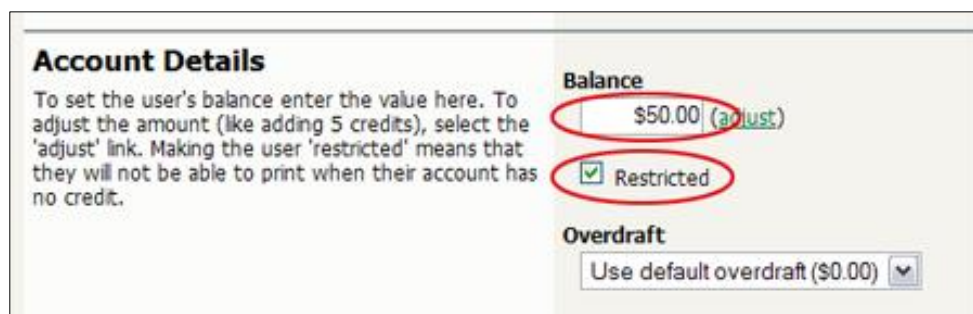 Account Details
To set the user's balance enter the value here. To
adjust the amount (like adding 5 credits), select the
'adjust' link. Making the user 'restricted' means that
they will not be able to print when their account has
no credit.
Balance
$50.00 (adjust)
Restricted
Overdraft
Use default overdraft ($0.00)